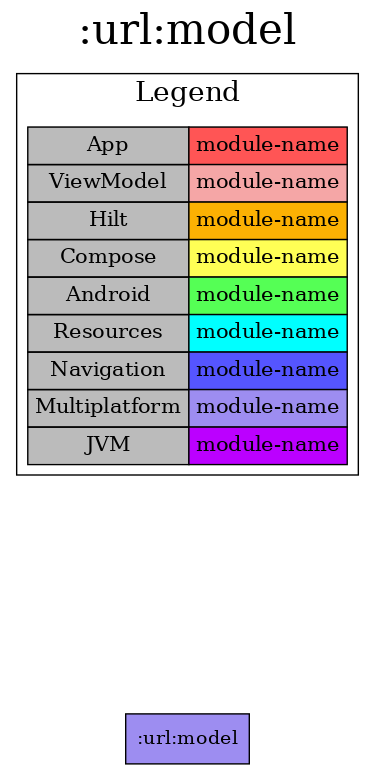 :url:model
Legend
App module-name
ViewModel module-name
Hilt module-name
Compose module-name
Android module-name
Resources module-name
Navigation module-name
Multiplatform module-name
JVM module-name
:url:model